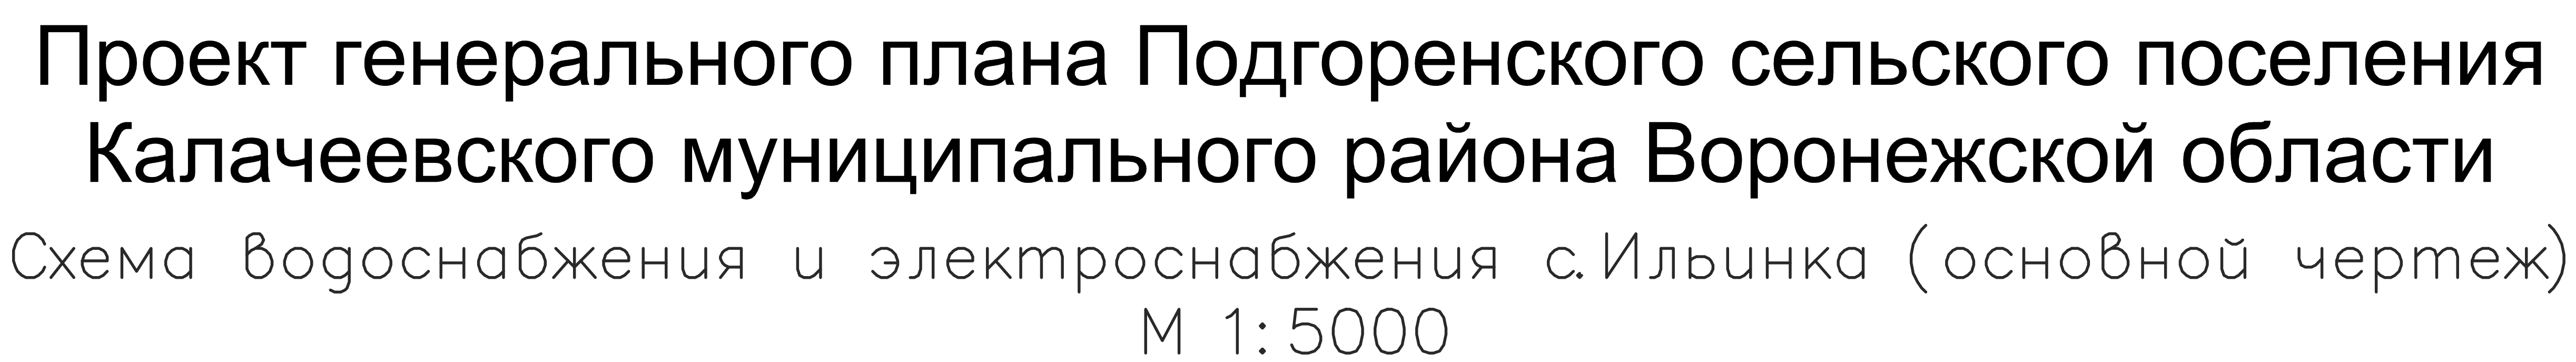 Проект генерального плана Подгоренского сельского поселения
Калачеевского муниципального района Воронежской области
Схема водоснабжения и электроснабжения с. Ильинка (основной чертеж)
М 1:5000